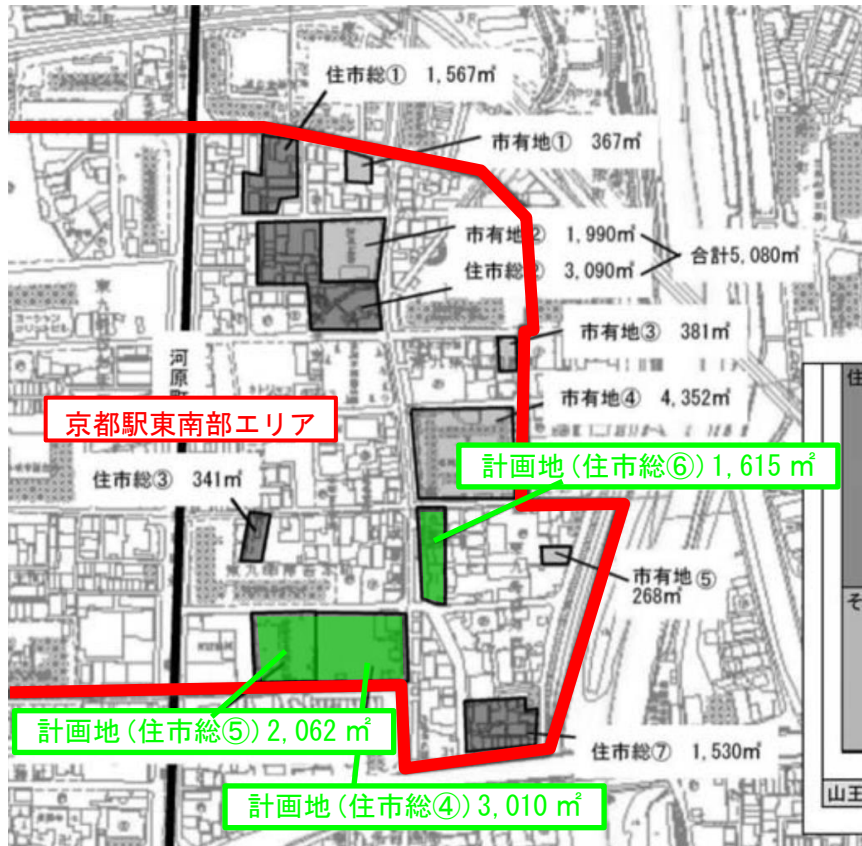 住市総① 1,567㎡
市有地① 367㎡
市有地② 1,990㎡
住市総② 3,090㎡
合計5,080㎡
市有地③ 381㎡
河原町
京都駅東南部エリア
市有地④ 4,352㎡
計画地(住市総⑥)1,615 ㎡
住市総③ 341㎡
市有地⑤
268㎡
計画地(住市総⑤)2,062 ㎡
住市総⑦ 1,530㎡
計画地(住市総④)3,010 ㎡
住
そ
山王